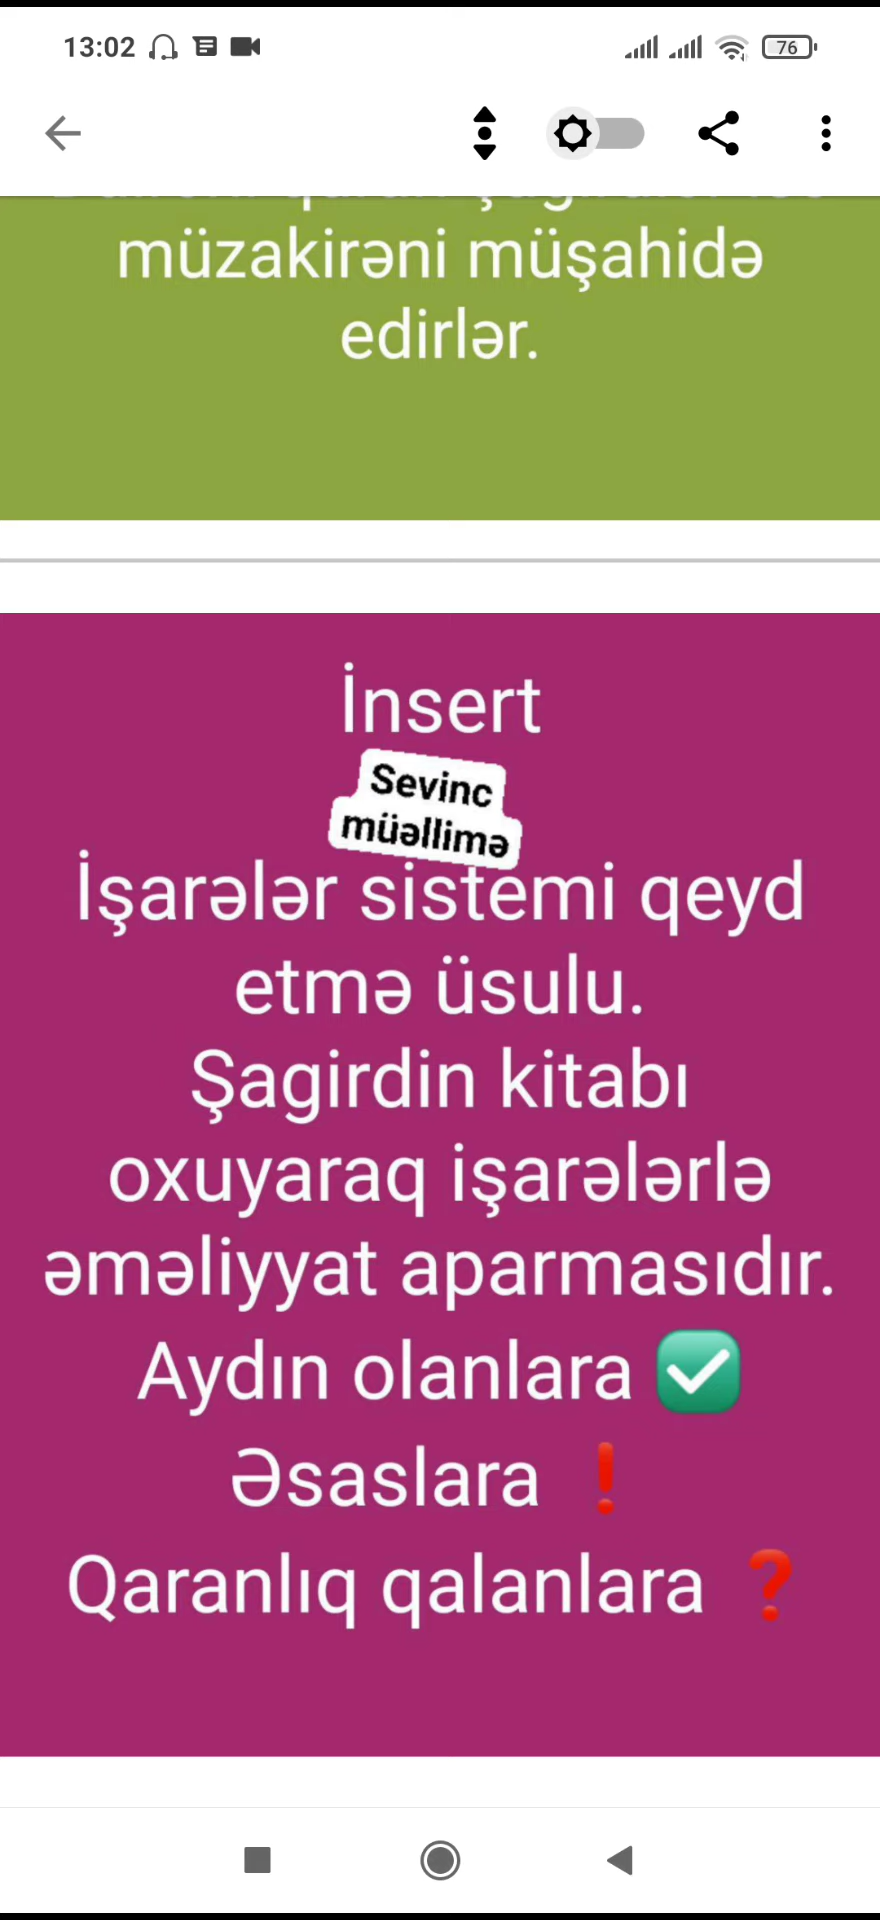 13:02
76
müzakirəni müşahidə
edirlər.
İnsert
Sevinc
müəllimə
İşarələr sistemi qeyd
etmə üsulu.
Şagirdin kitabı
oxuyaraq işarələrlə
əməliyyat aparmasıdır.
Aydın olanlara ✅
Əsaslara ❗
Qaranlıq qalanlara ❓